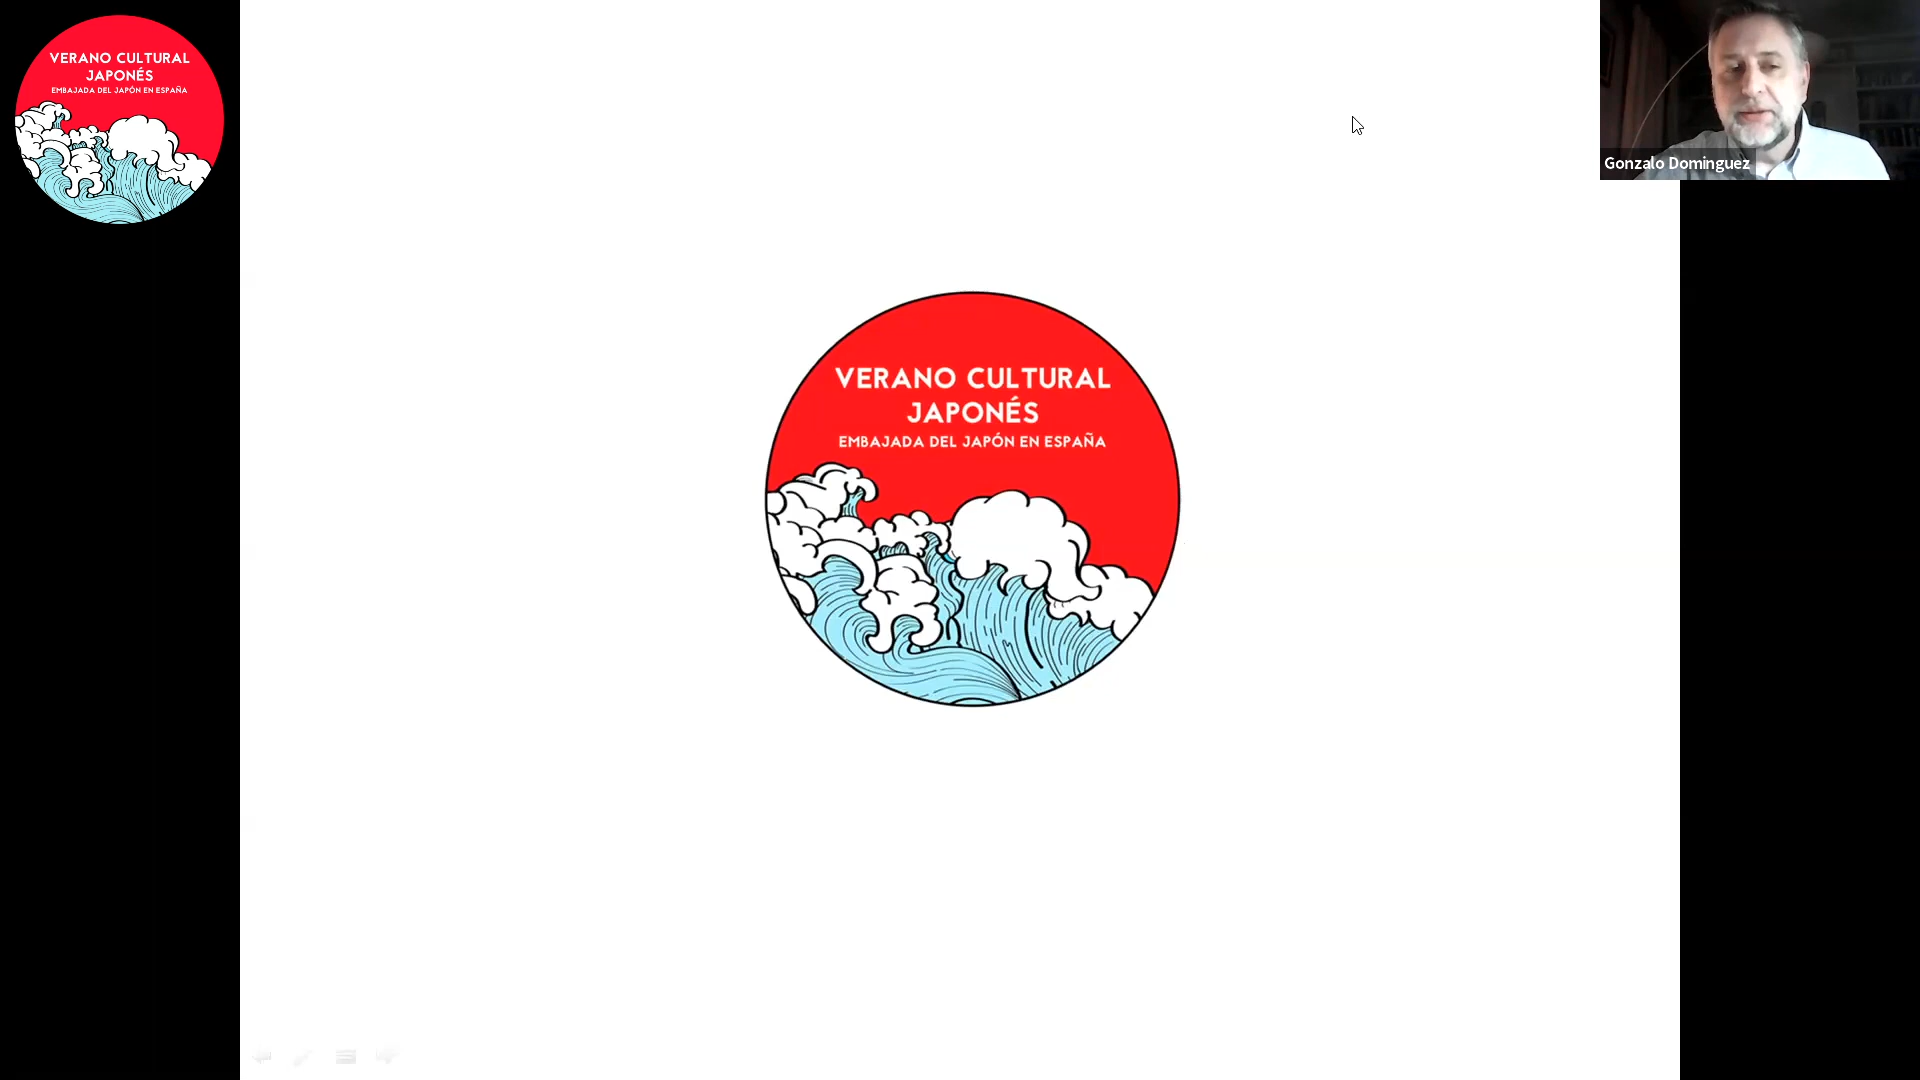 VERANO CULTURAL
JAPONÉS
EMBAJADA DEL JAPÓN EN ESPAÑA
Gonzalo Dominguez
VERANO CULTURAL
JAPONÉS
EMBAJADA DEL JAPÓN EN ESPAÑA